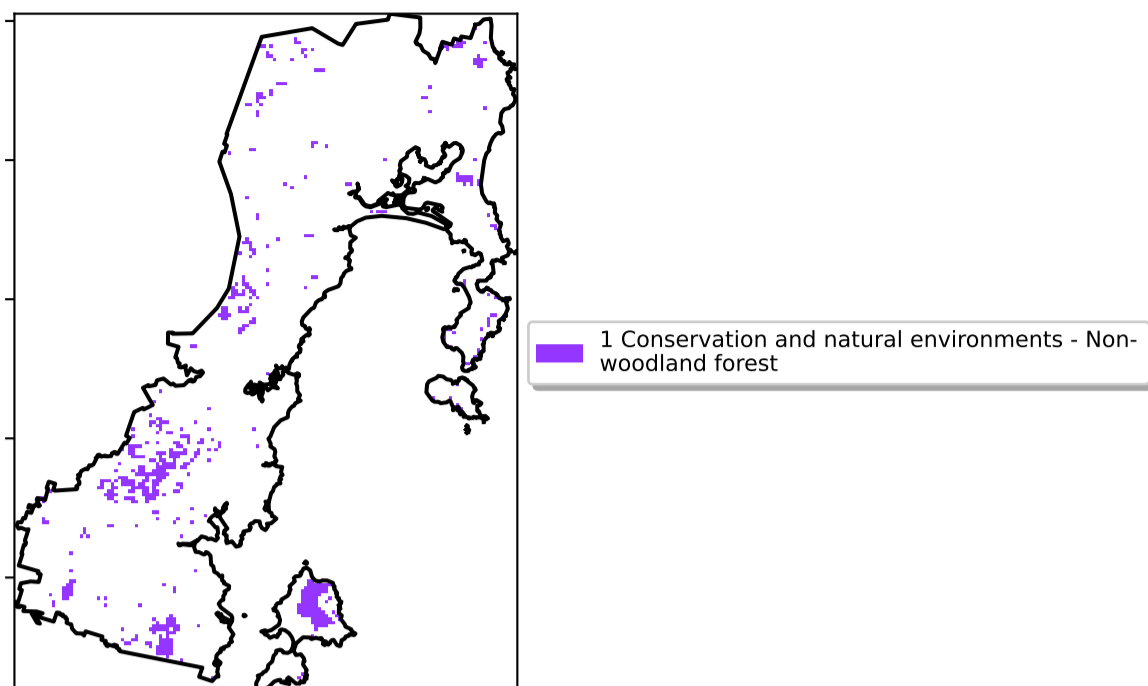 1 Conservation and natural environments - Non-
woodland forest